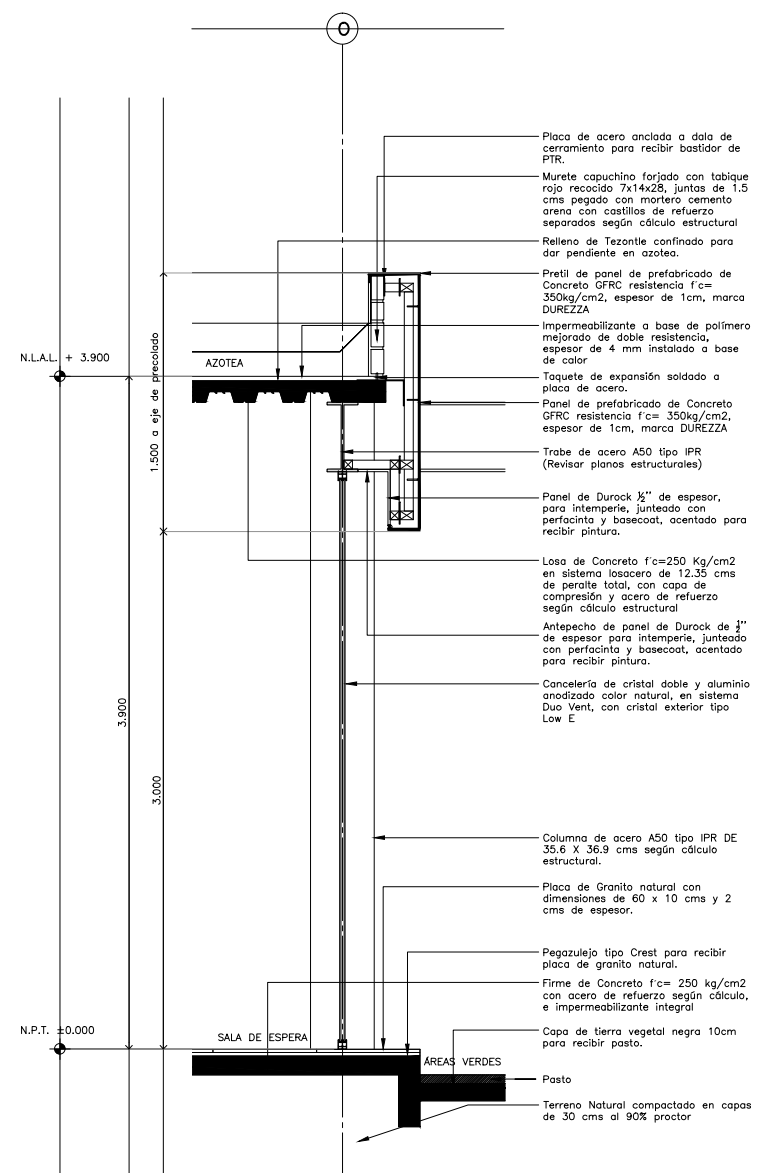 O
Placa de acero anclada a dala de
cerramiento para recibir bastidor de
PTR.
Murete capuchino forjado con tabique
rojo recocido 7x14x28, juntas de 1.5
cms pegado con mortero cemento
arena con castillos de refuerzo
separados según cálculo estructural
Relleno de Tezontle confinado para
dar pendiente en azotea.
Pretil de panel de prefabricado de
Concreto GFRC resistencia f'c=
350kg/cm2, espesor de 1cm, marca
DUREZZA
Impermeabilizante a base de polímero
mejorado de doble resistencia,
espesor de 4 mm instalado a base
de calor
Taquete de expansión soldado a
placa de acero.
Panel de prefabricado de Concreto
GFRC resistencia f'c= 350kg/cm2,
espesor de 1cm, marca DUREZZA
Trabe de acero A50 tipo IPR
(Revisar planos estructurales)
Panel de Durock ½'' de espesor,
para intemperie, junteado con
perfacinta y basecoat, acentado para
recibir pintura.
Losa de Concreto f'c=250 Kg/cm2
en sistema losacero de 12.35 cms
de peralte total, con capa de
compresión y acero de refuerzo
según cálculo estructural
Antepecho de panel de Durock de ½''
de espesor para intemperie, junteado
con perfacinta y basecoat, acentado
para recibir pintura.
Cancelería de cristal doble y aluminio
anodizado color natural, en sistema
Duo Vent, con cristal exterior tipo
Low E
Columna de acero A50 tipo IPR DE
35.6 X 36.9 cms según cálculo
estructural.
Placa de Granito natural con
dimensiones de 60 x 10 cms y 2
cms de espesor.
Pegazulejo tipo Crest para recibir
placa de granito natural.
Firme de Concreto f'c= 250 kg/cm2
con acero de refuerzo según cálculo,
e impermeabilizante integral
Capa de tierra vegetal negra 10cm
para recibir pasto.
Pasto
Terreno Natural compactado en capas
de 30 cms al 90% proctor
N.L.A.L. + 3.900
AZOTEA
1.500 a eje de precolado
3.900
3.000
N.P.T. ±0.000
SALA DE ESPERA
ÁREAS VERDES